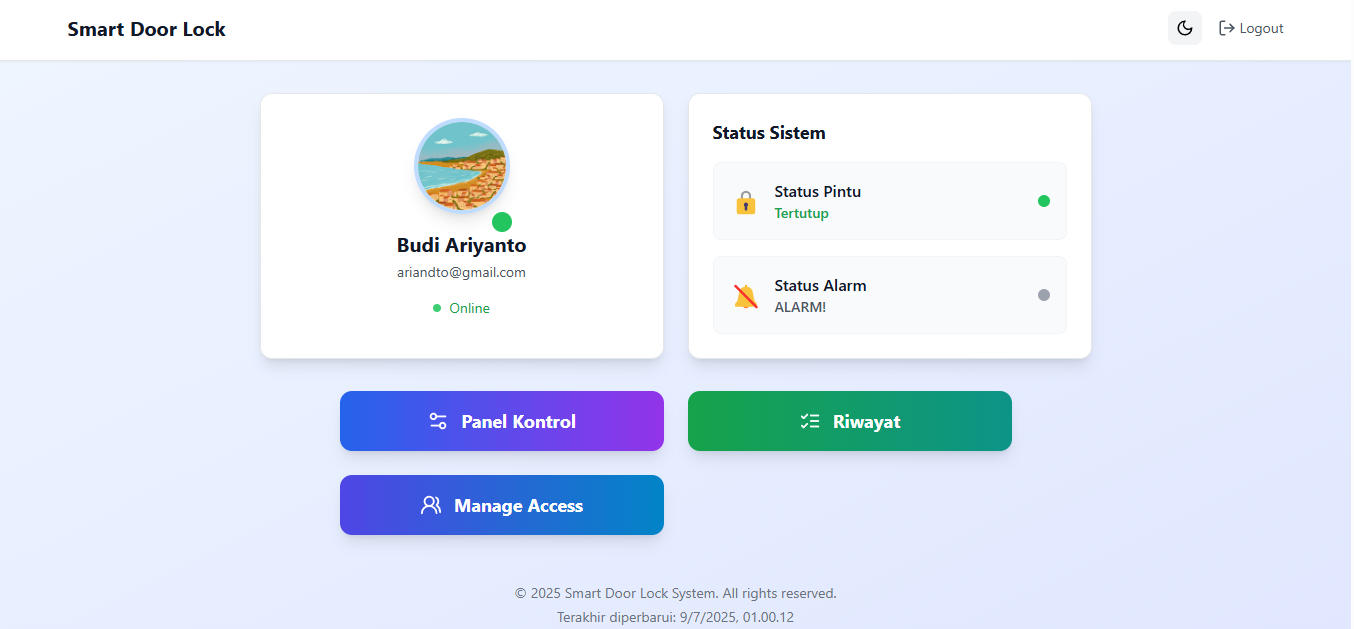 Smart Door Lock
Logout
Budi Ariyanto
ariandto@gmail.com
Online
Status Sistem
Status Pintu
Tertutup
Status Alarm
ALARM!
Panel Kontrol
Riwayat
Manage Access
© 2025 Smart Door Lock System. All rights reserved.
Terakhir diperbarui: 9/7/2025, 01.00.12